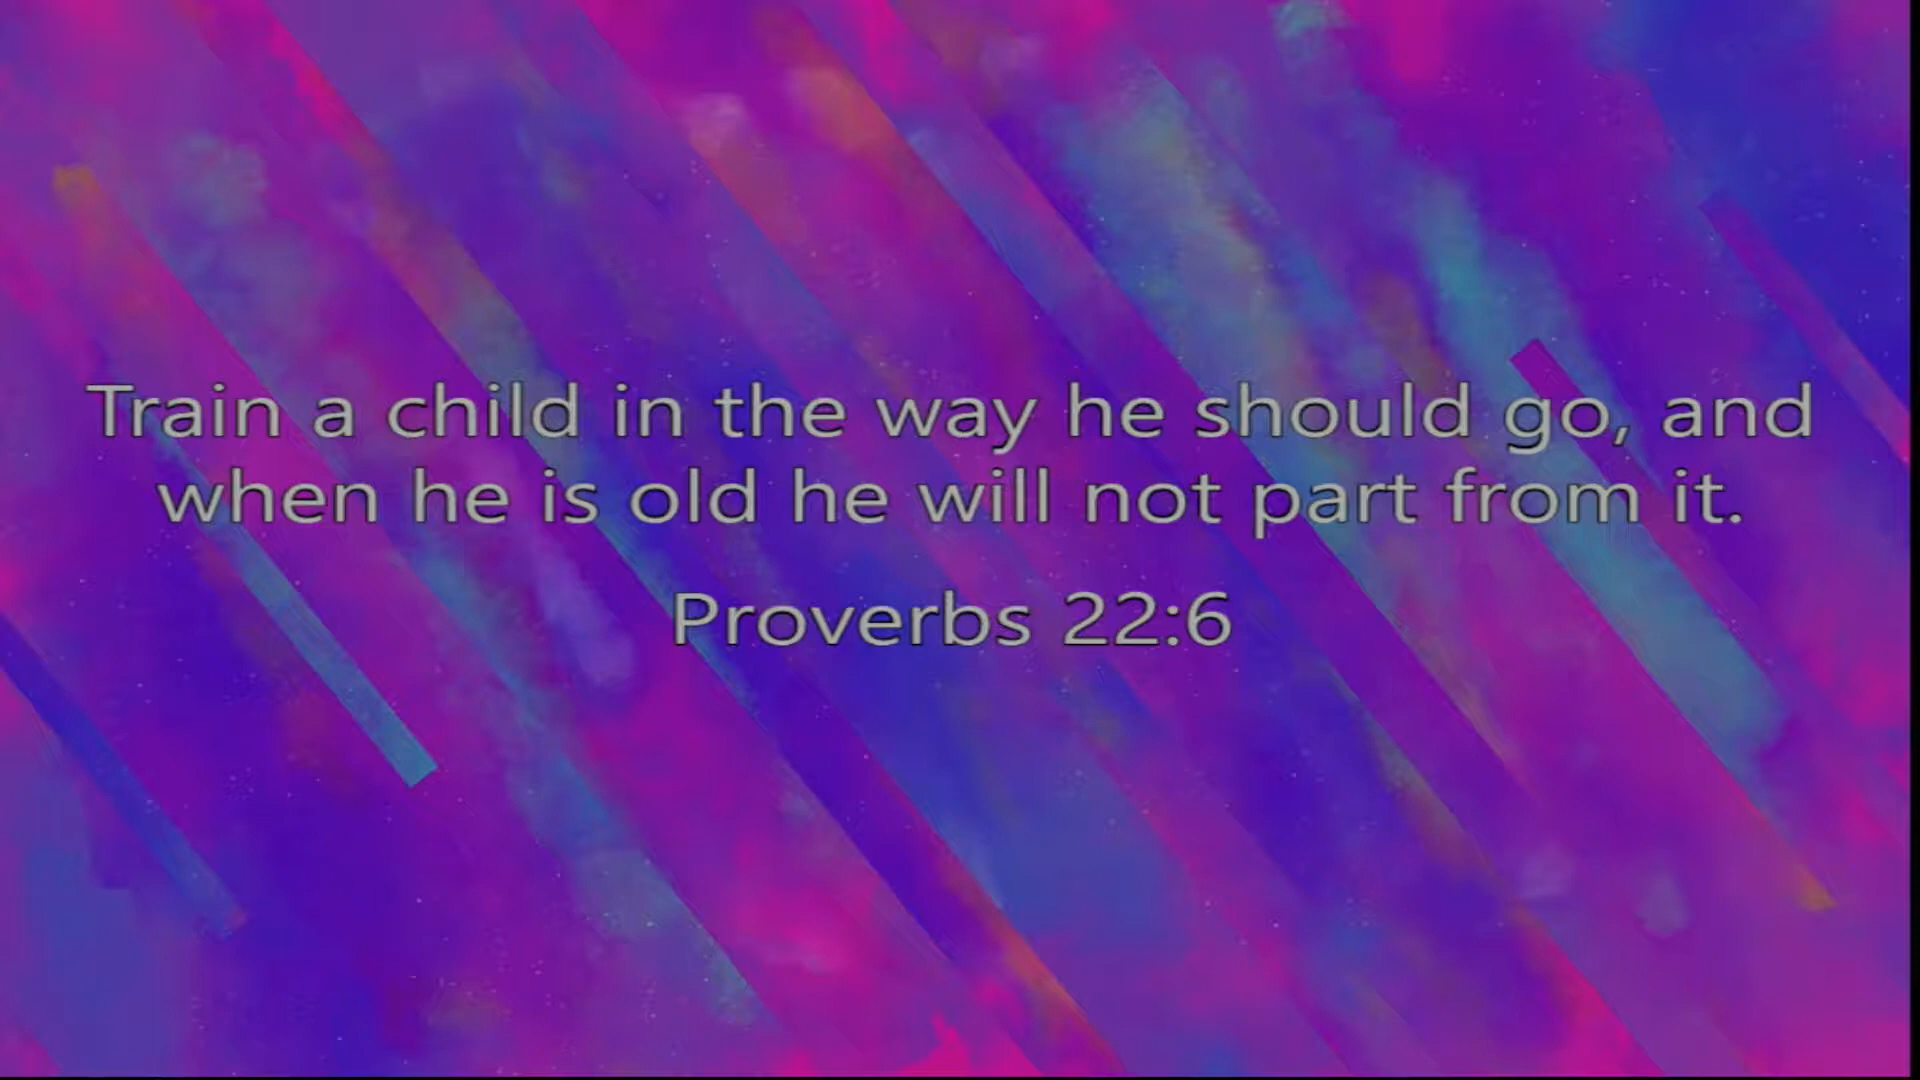 Train a child in the way he should go, and
when he is old he will not part from it.
Proverbs 22:6